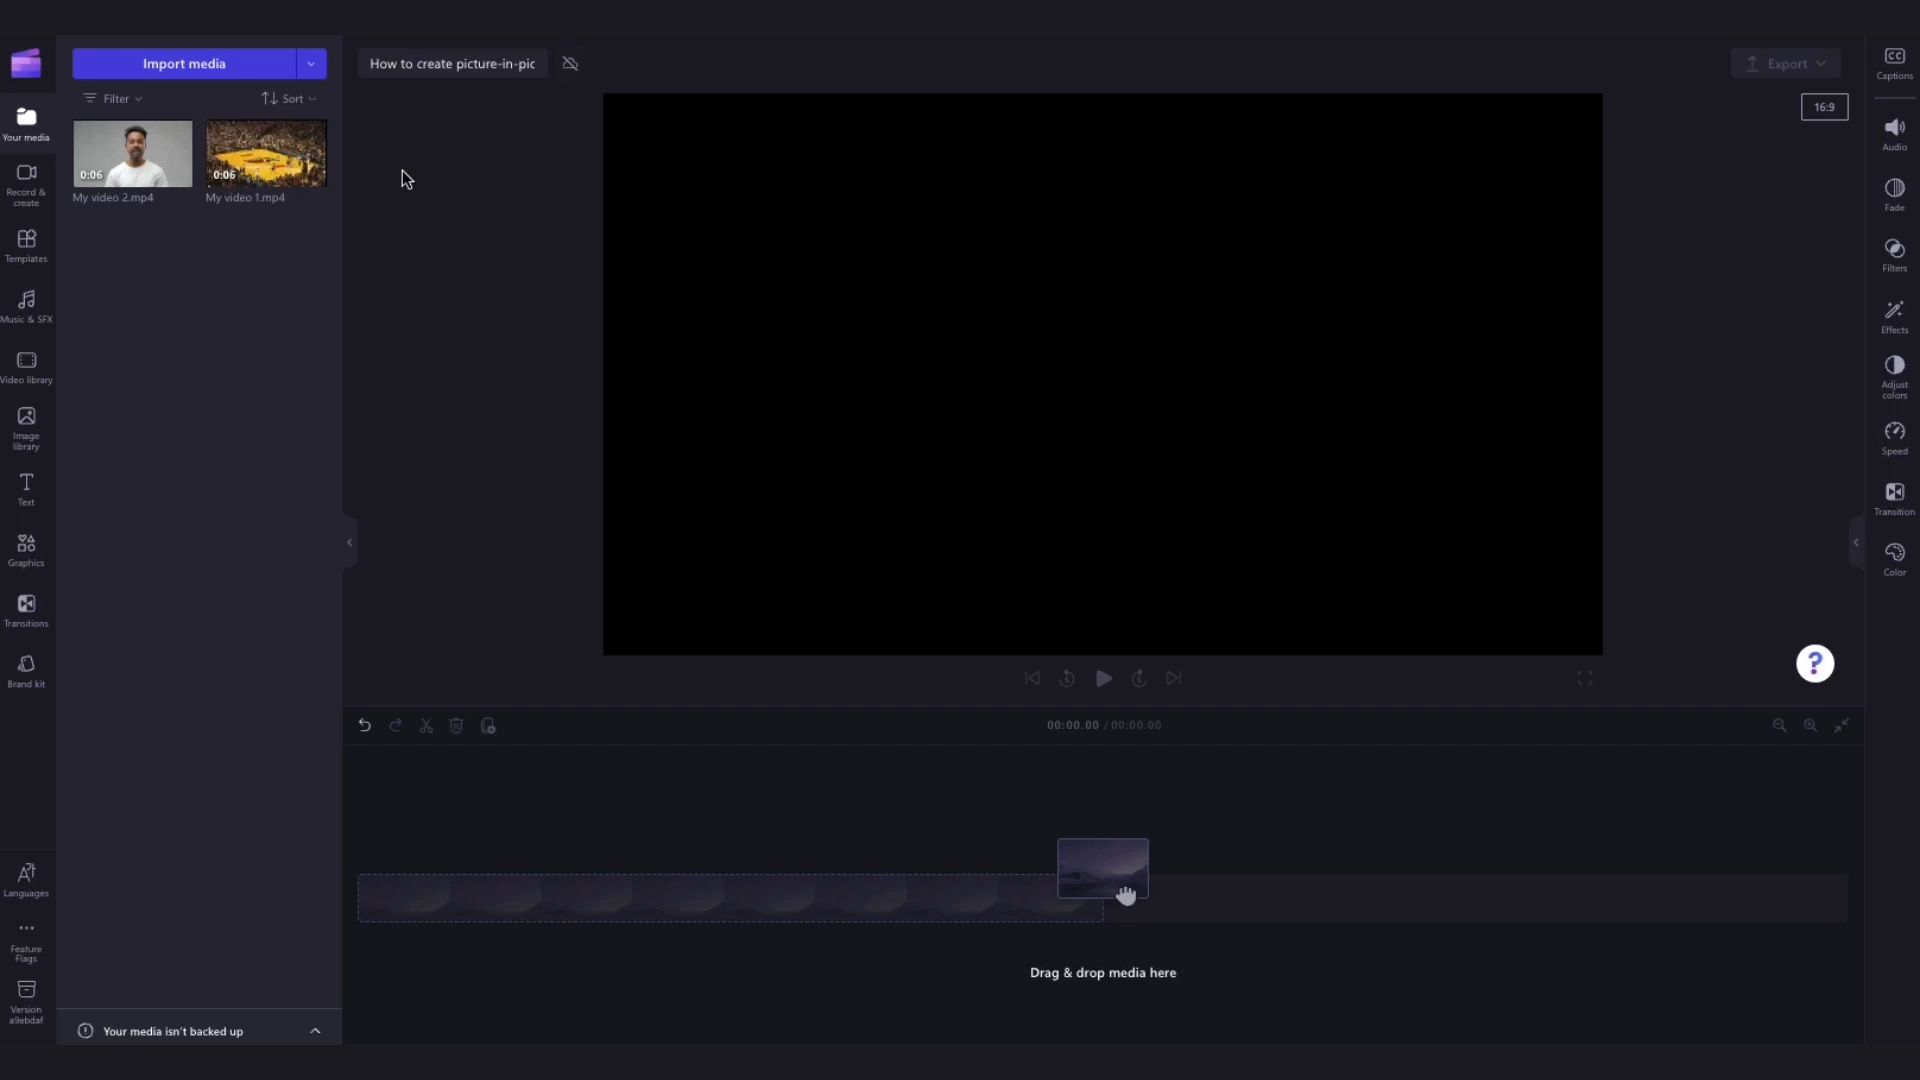 Import media
How to create picture-in-pic
Export
Captions
Filter
Sort
16:9
Your media
0:06
0:06
My video 2.mp4
My video 1.mp4
Record &
create
Templates
Music & SFX
Video library
Image
library
Text
Graphics
Transitions
Brand kit
Audio
Fade
Filters
Effects
Adjust
colors
Speed
Transition
Color
?
5
5
00:00.00 / 00:00.00
Drag & drop media here
Languages
Feature
Flags
Version
a9ebdaf
Your media isn't backed up